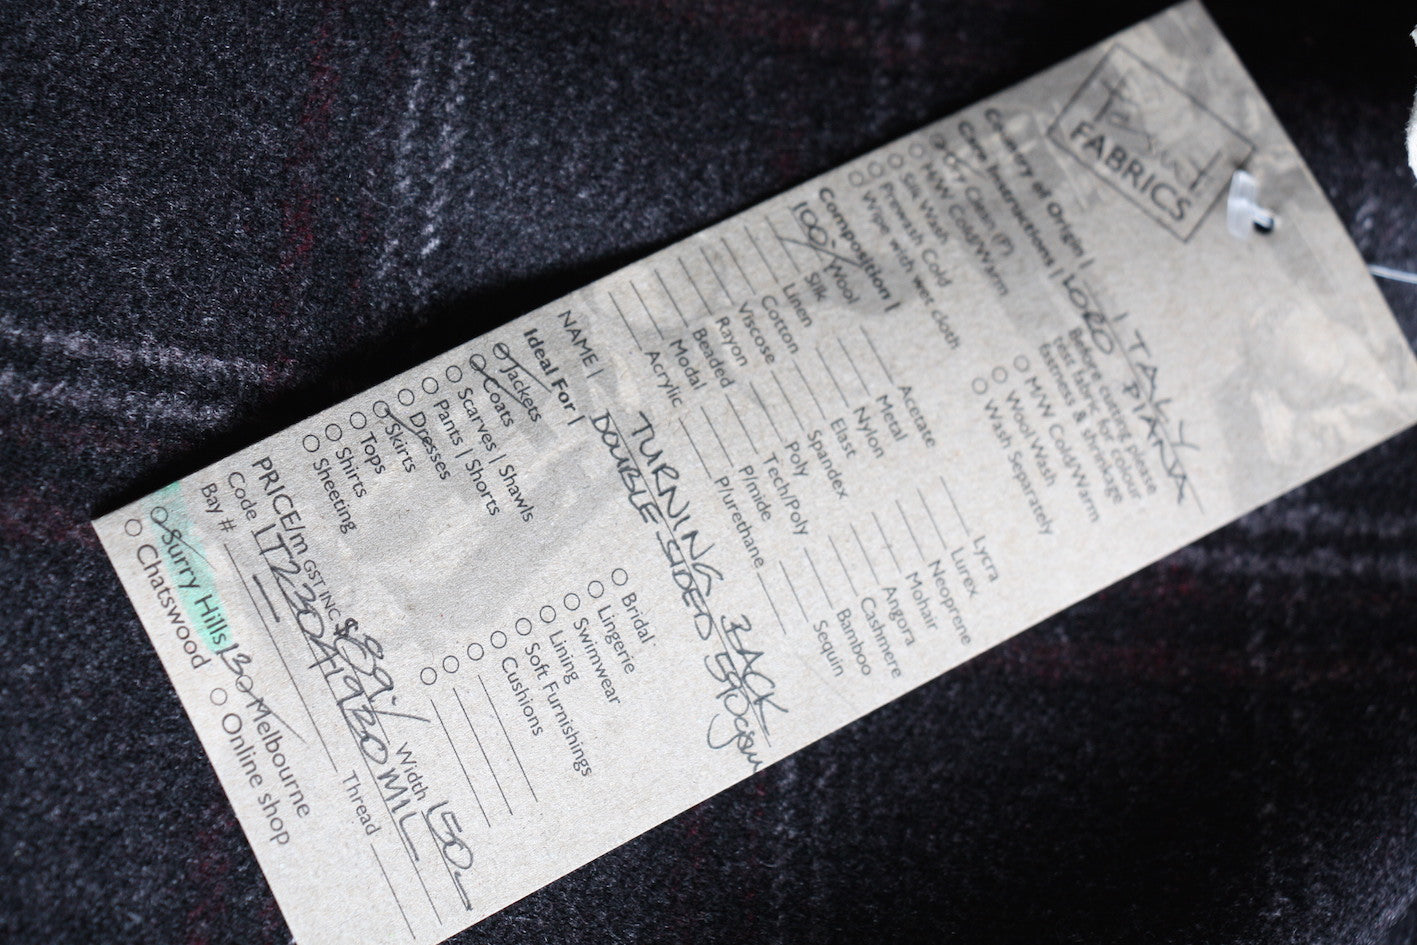 FABRICS
Country of Origin | ITALY
Care Instructions | LORO PIANA
Dry Clean (P)
H/W Cold/Warm
Silk Wash
Prewash Cold
Wipe with wet cloth
Before cutting please
test fabric for colour
fastness & shrinkage
M/W Cold/Warm
Wool Wash
Wash Separately
Composition |
100% Wool
Silk
Linen
Cotton
Viscose
Rayon
Beaded
Modal
Acrylic
Acetate
Metal
Nylon
Elast
Spandex
Poly
Tech/Poly
P/mide
P/urethane
Lycra
Lurex
Neoprene
Mohair
Angora
Cashmere
Bamboo
Sequin
NAME | TURNING BACK
DOUBLE SIDED 590gsm
Ideal For |
Jackets
Coats
Scarves | Shawls
Pants | Shorts
Dresses
Skirts
Tops
Shirts
Sheeting
Bridal
Lingerie
Swimwear
Lining
Soft Furnishings
Cushions
PRICE/m GST INC $89.- Width 150
Code IT230419BOMIL
Bay # Thread
Surry Hills Melbourne
Chatswood Online shop